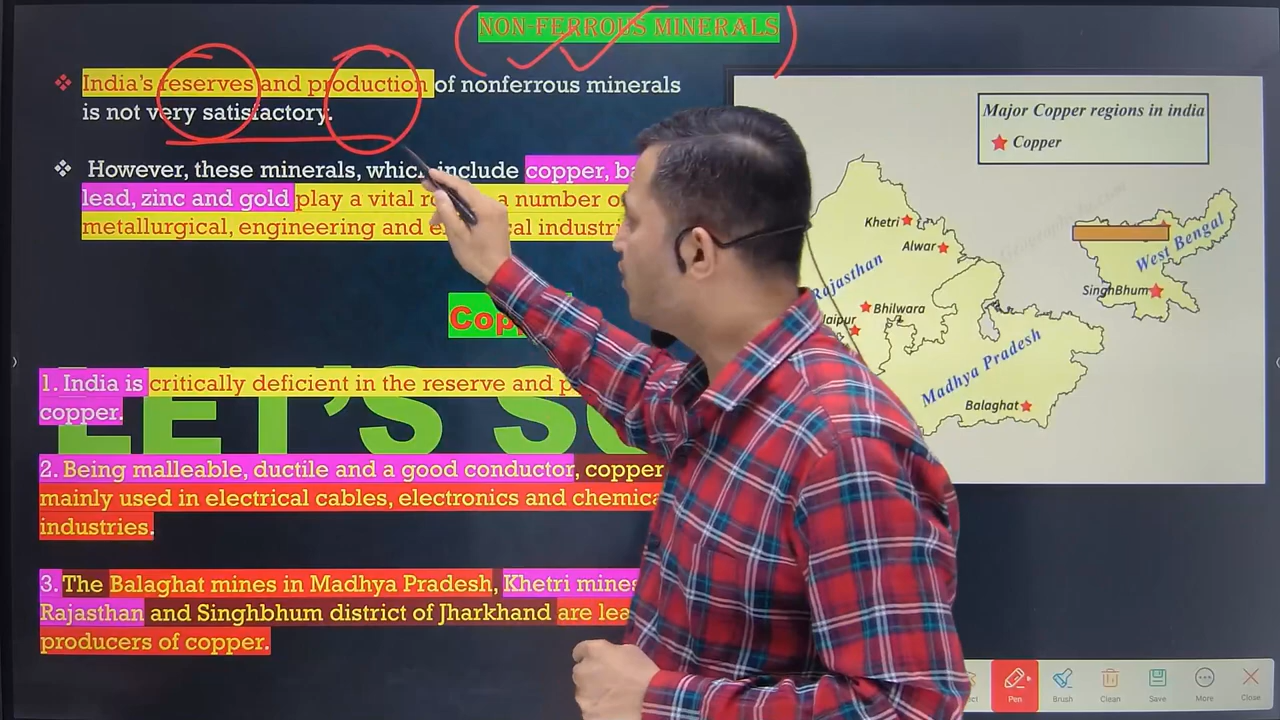 NON-FERROUS MINERALS
India's reserves and production of nonferrous minerals
is not very satisfactory.
However, these minerals, which include copper,
lead, zinc and gold play a vital a number
metallurgical, engineering and
1. India is critically deficient in the reserve and
copper.
LET'S
2. Being malleable, ductile and a good conductor, copper
mainly used in electrical cables, electronics and
industries.
3. The Balaghat mines in Madhya Pradesh, Khetri mines
Rajasthan and Singhbhum district of Jharkhand are
producers of copper.
Major Copper regions in india
Copper
Khetri
Alwar
Rajasthan
Bhilwara
Madhya Pradesh
Balaghat
West Bengal
SinghBhum
Pen
Brush
Clean
Save
More
Close